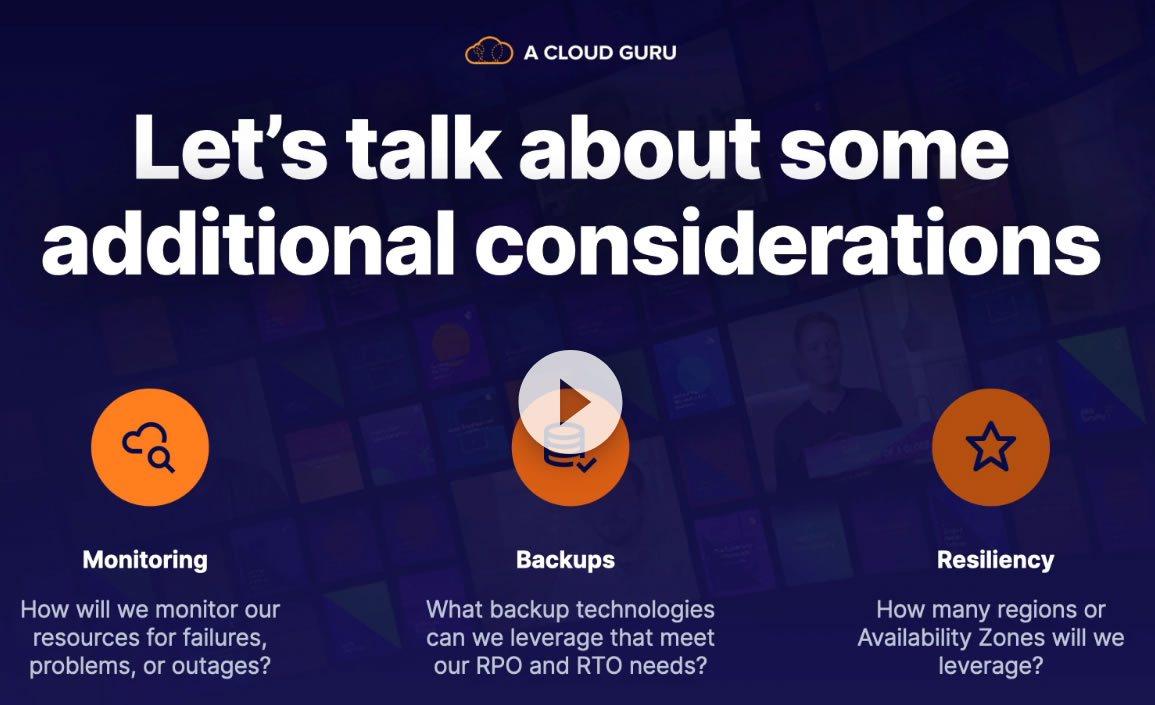 A CLOUD GURU
Let's talk about some
additional considerations
Monitoring
How will we monitor our
resources for failures,
problems, or outages?
Backups
What backup technologies
can we leverage that meet
our RPO and RTO needs?
Resiliency
How many regions or
Availability Zones will we
leverage?